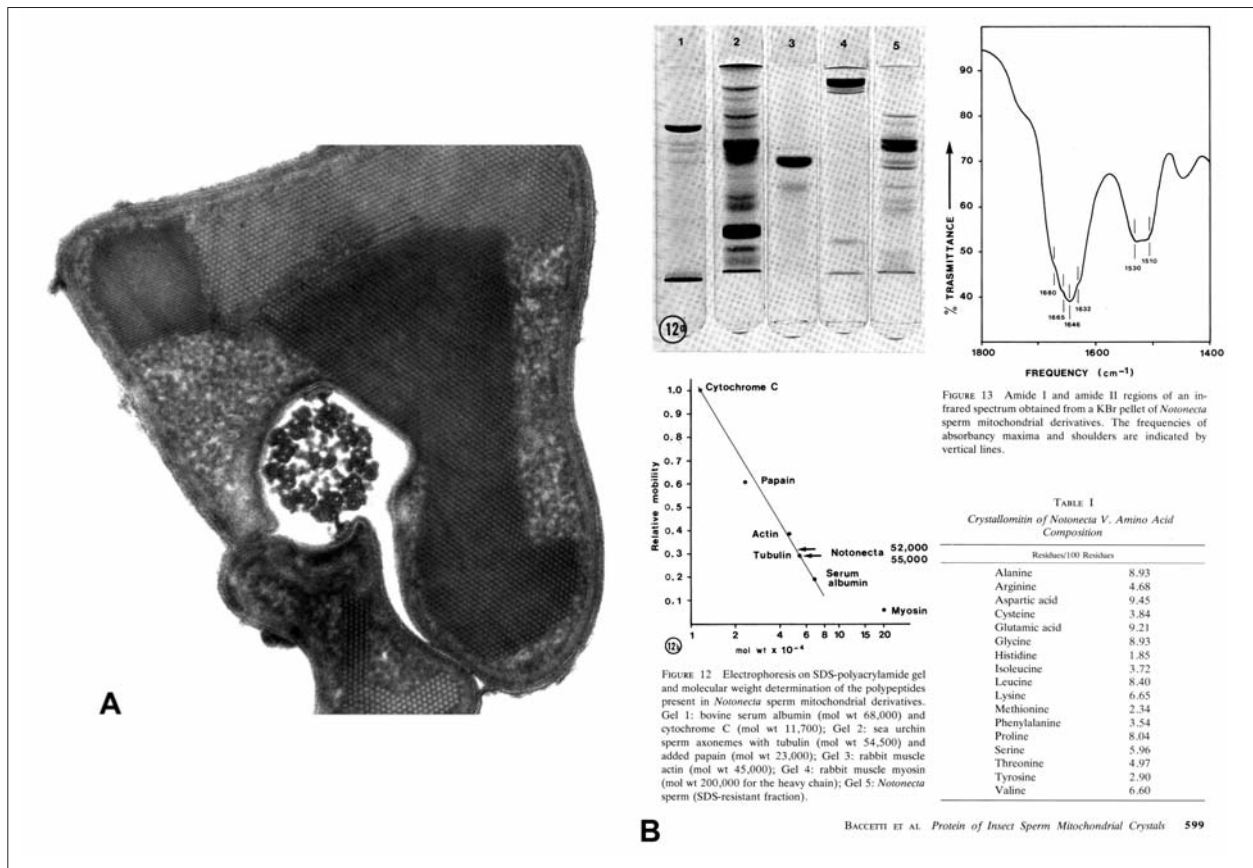 1
2
3
4
5
12a
90
80
70
60
50
40
% TRASMITTANCE
1680
1665
1646
1632
1530
1510
1800
1600
1400
FREQUENCY (cm⁻¹)
FIGURE 13 Amide I and amide II regions of an in-
frared spectrum obtained from a KBr pellet of Notonecta
sperm mitochondrial derivatives. The frequencies of
absorbancy maxima and shoulders are indicated by
vertical lines.
1.0
0.9
0.8
0.7
0.6
0.5
0.4
0.3
0.2
0.1
Relative mobility
Cytochrome C
Papain
Actin
Tubulin
Notonecta
52,000
55,000
Serum
albumin
Myosin
1
2
4
6
8
10
15
20
mol wt x 10⁻⁴
12b
FIGURE 12 Electrophoresis on SDS-polyacrylamide gel
and molecular weight determination of the polypeptides
present in Notonecta sperm mitochondrial derivatives.
Gel 1: bovine serum albumin (mol wt 68,000) and
cytochrome C (mol wt 11,700); Gel 2: sea urchin
sperm axonemes with tubulin (mol wt 54,500) and
added papain (mol wt 23,000); Gel 3: rabbit muscle
actin (mol wt 45,000); Gel 4: rabbit muscle myosin
(mol wt 200,000 for the heavy chain); Gel 5: Notonecta
sperm (SDS-resistant fraction).
TABLE I
Crystallomitin of Notonecta V. Amino Acid
Composition
Residues/100 Residues
Alanine 8.93
Arginine 4.68
Aspartic acid 9.45
Cysteine 3.84
Glutamic acid 9.21
Glycine 8.93
Histidine 1.85
Isoleucine 3.72
Leucine 8.40
Lysine 6.65
Methionine 2.34
Phenylalanine 3.54
Proline 8.04
Serine 5.96
Threonine 4.97
Tyrosine 2.90
Valine 6.60
BACCETTI ET AL Protein of Insect Sperm Mitochondrial Crystals 599
A
B